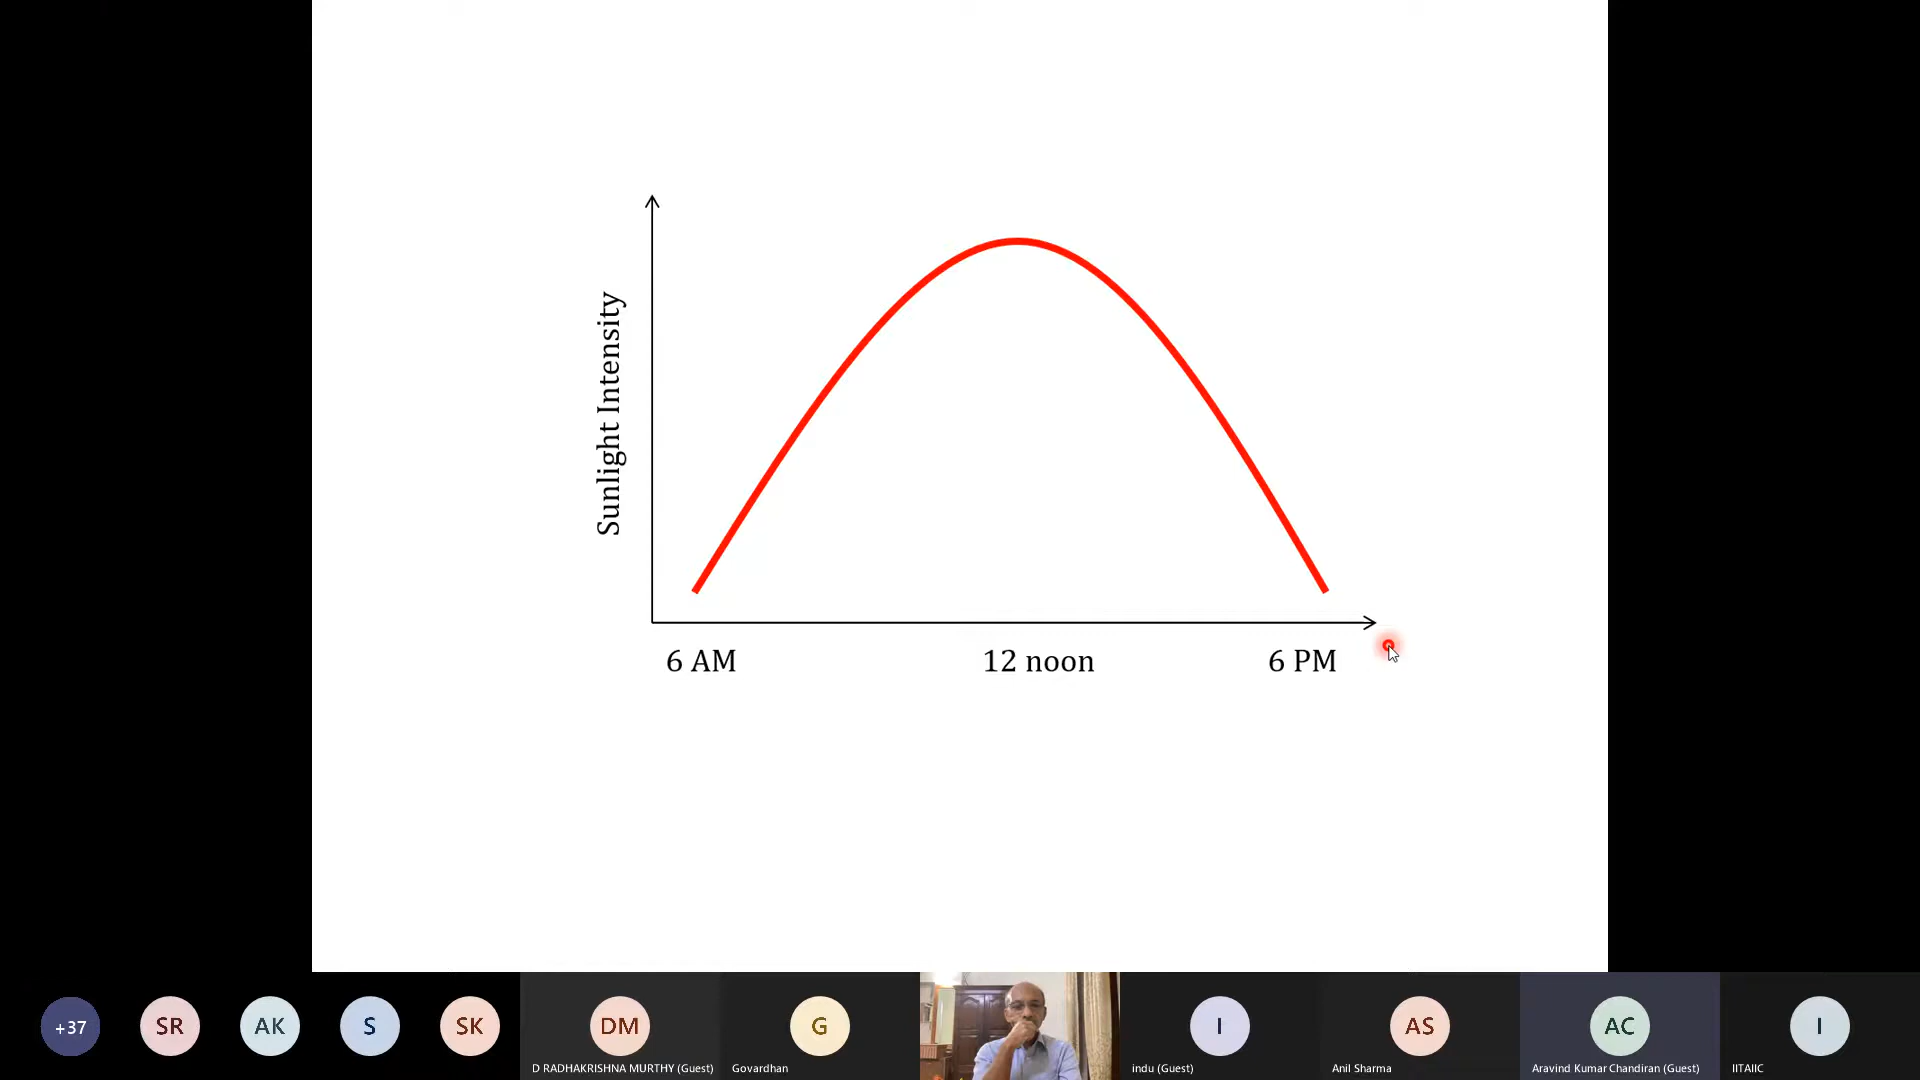 Sunlight Intensity
6 AM
12 noon
6 PM
+37
SR
AK
S
SK
DM
G
I
AS
AC
I
D RADHAKRISHNA MURTHY (Guest)
Govardhan
indu (Guest)
Anil Sharma
Aravind Kumar Chandiran (Guest)
IITAIIC